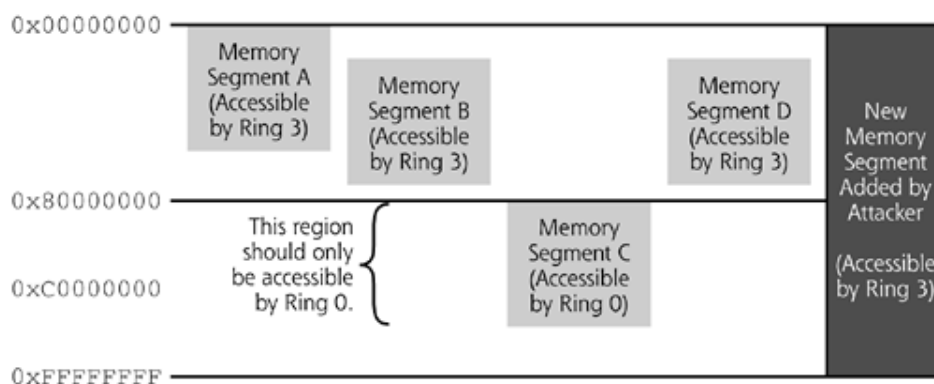 0x00000000
Memory
Segment A
(Accessible
by Ring 3)
Memory
Segment B
(Accessible
by Ring 3)
Memory
Segment D
(Accessible
by Ring 3)
New
Memory
Segment
Added by
Attacker
(Accessible
by Ring 3)
0x80000000
This region
should only
be accessible
by Ring 0.
Memory
Segment C
(Accessible
by Ring 0)
0xC0000000
0xFFFFFFFFF